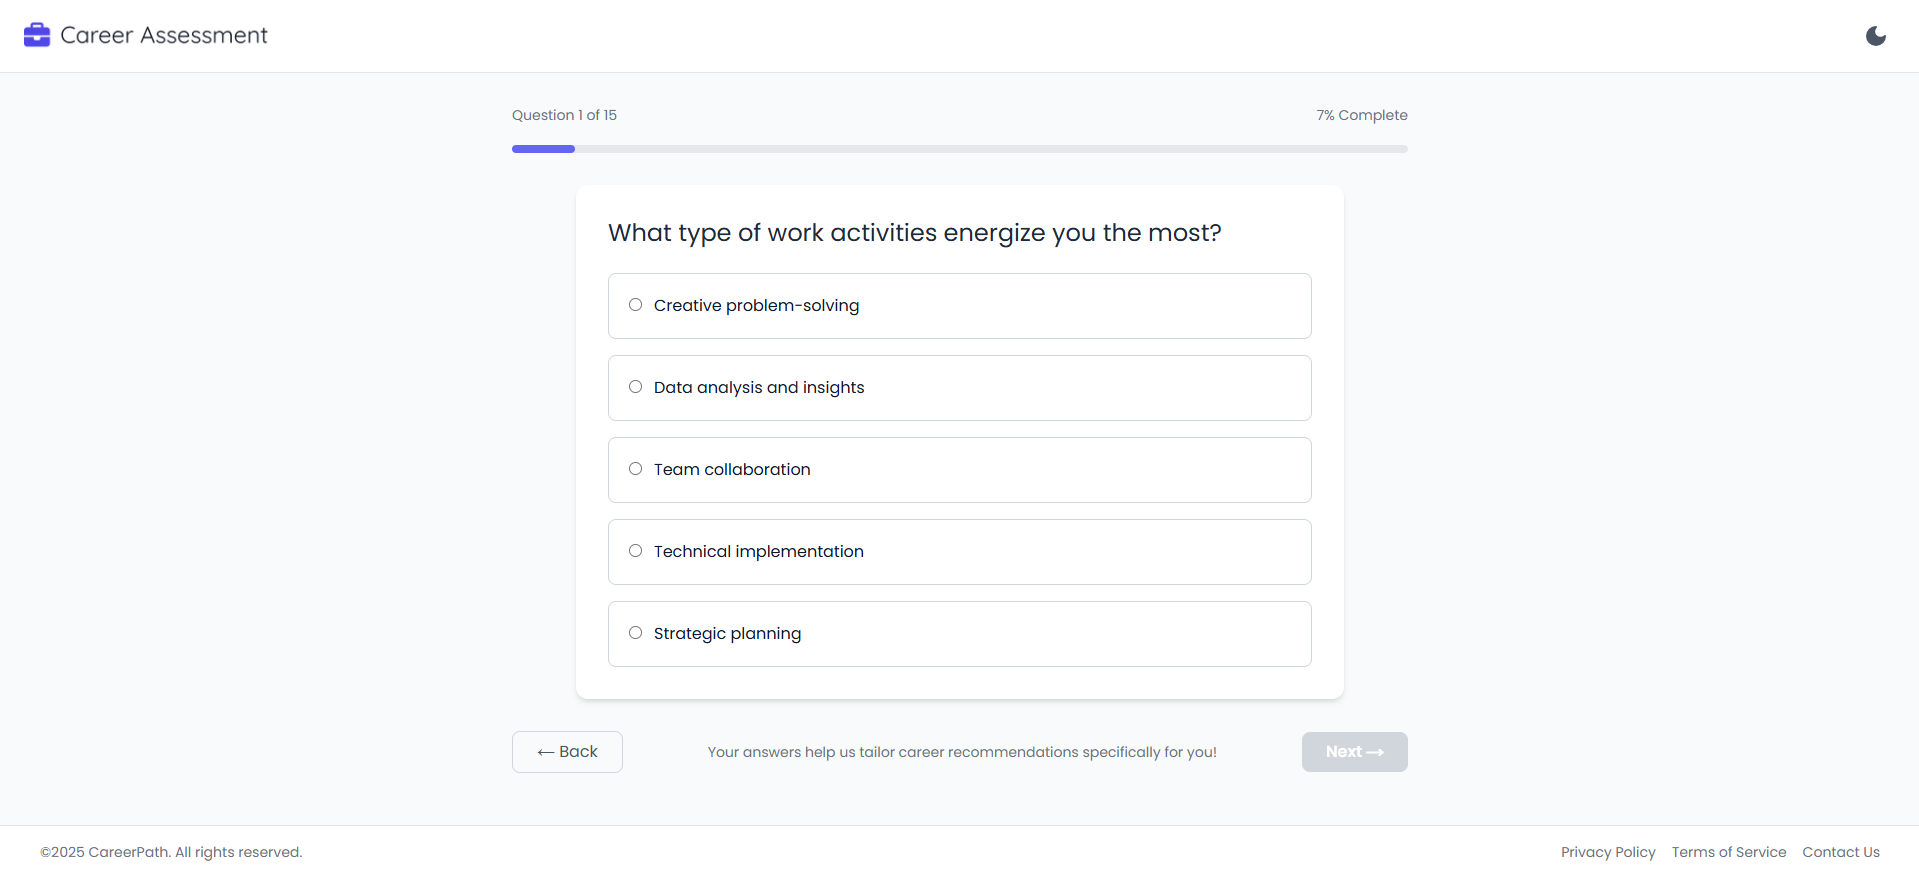 Career Assessment
Question 1 of 15
7% Complete
What type of work activities energize you the most?
Creative problem-solving
Data analysis and insights
Team collaboration
Technical implementation
Strategic planning
← Back
Your answers help us tailor career recommendations specifically for you!
Next →
©2025 CareerPath. All rights reserved.
Privacy Policy
Terms of Service
Contact Us